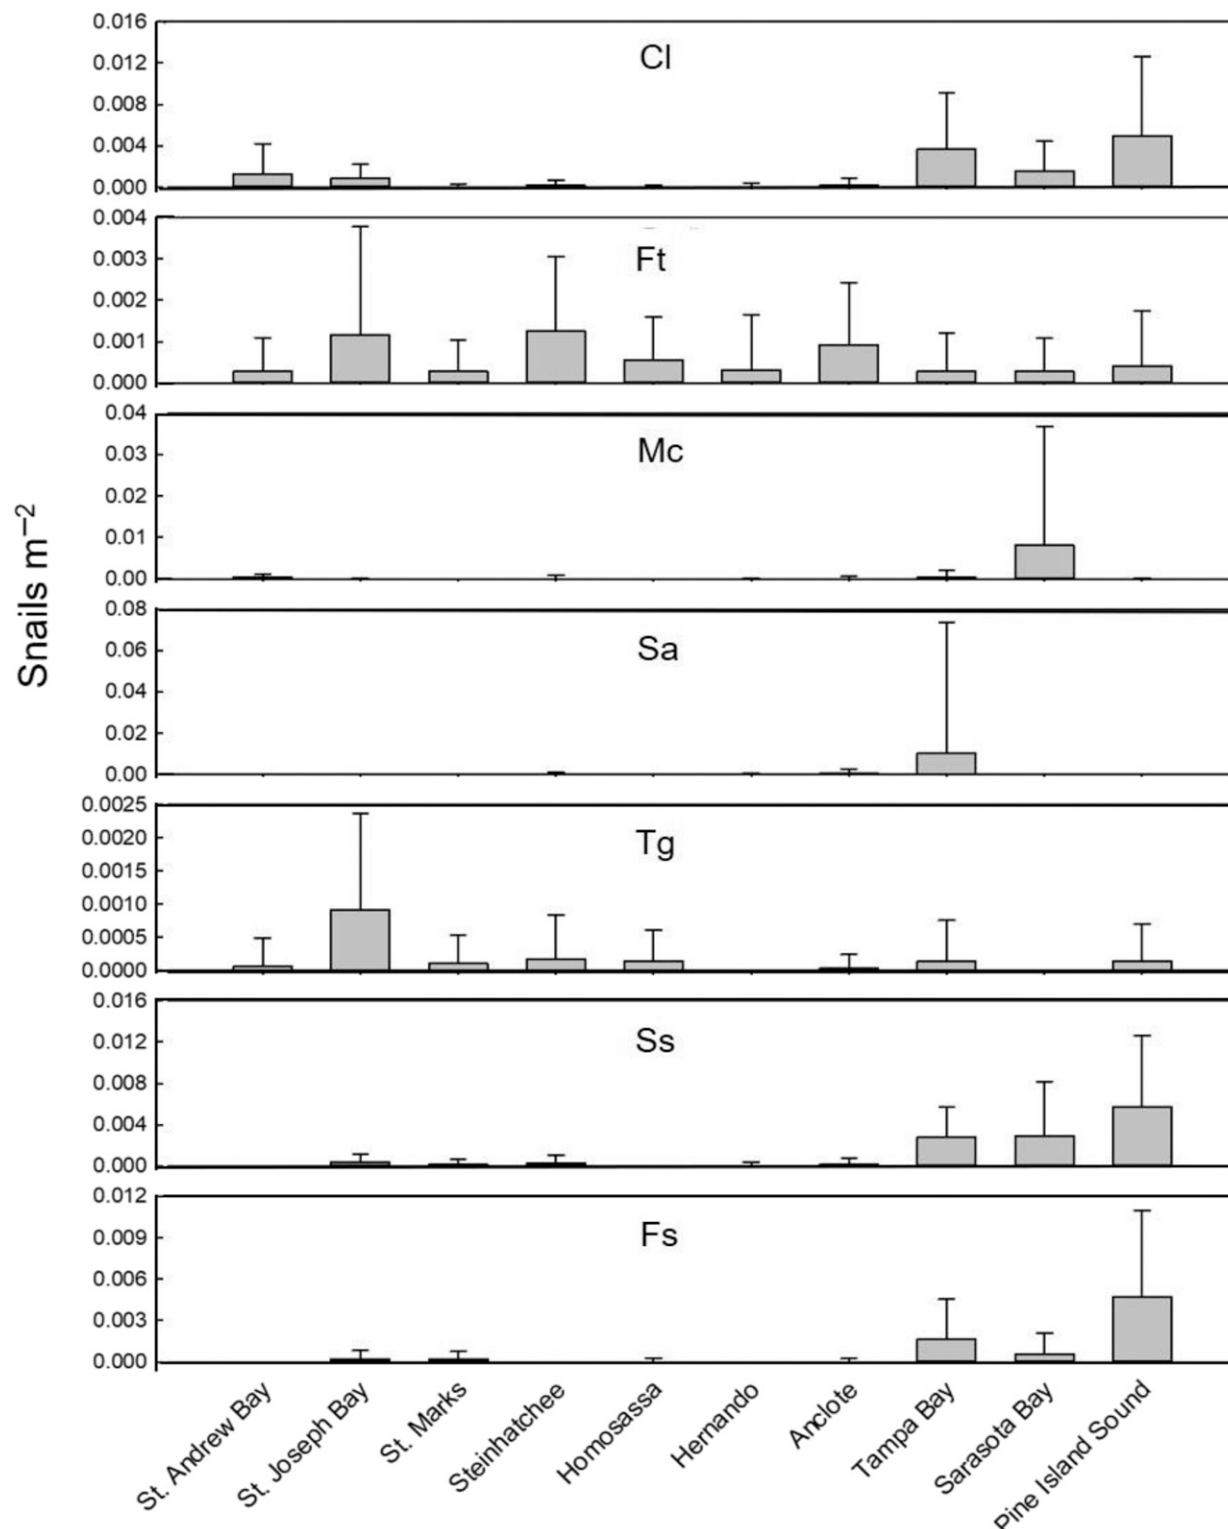 Snails m⁻²
Cl
0.016
0.012
0.008
0.004
0.000
Ft
0.004
0.003
0.002
0.001
0.000
Mc
0.04
0.03
0.02
0.01
0.00
Sa
0.08
0.06
0.04
0.02
0.00
Tg
0.0025
0.0020
0.0015
0.0010
0.0005
0.0000
Ss
0.016
0.012
0.008
0.004
0.000
Fs
0.012
0.009
0.006
0.003
0.000
St. Andrew Bay
St. Joseph Bay
St. Marks
Steinhatchee
Homosassa
Hernando
Anclote
Tampa Bay
Sarasota Bay
Pine Island Sound